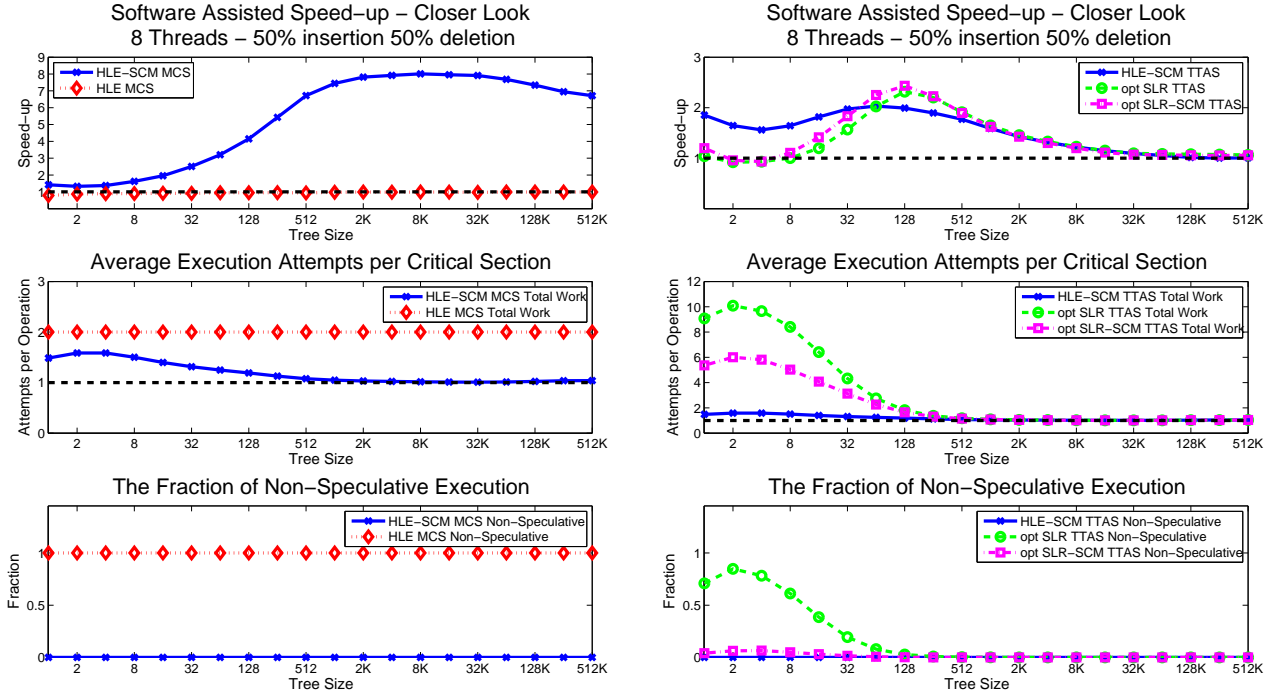 Software Assisted Speed−up − Closer Look
8 Threads − 50% insertion 50% deletion
9
8
7
6
5
4
3
2
1
Speed−up
HLE−SCM MCS
HLE MCS
2 8 32 128 512 2K 8K 32K 128K 512K
Tree Size
Software Assisted Speed−up − Closer Look
8 Threads − 50% insertion 50% deletion
3
2
1
Speed−up
HLE−SCM TTAS
opt SLR TTAS
opt SLR−SCM TTAS
2 8 32 128 512 2K 8K 32K 128K 512K
Tree Size
Average Execution Attempts per Critical Section
3
2
1
0
Attempts per Operation
HLE−SCM MCS Total Work
HLE MCS Total Work
2 8 32 128 512 2K 8K 32K 128K 512K
Tree Size
Average Execution Attempts per Critical Section
12
10
8
6
4
2
0
Attempts per Operation
HLE−SCM TTAS Total Work
opt SLR TTAS Total Work
opt SLR−SCM TTAS Total Work
2 8 32 128 512 2K 8K 32K 128K 512K
Tree Size
The Fraction of Non−Speculative Execution
1
0.5
0
Fraction
HLE−SCM MCS Non−Speculative
HLE MCS Non−Speculative
2 8 32 128 512 2K 8K 32K 128K 512K
Tree Size
The Fraction of Non−Speculative Execution
1
0.5
0
Fraction
HLE−SCM TTAS Non−Speculative
opt SLR TTAS Non−Speculative
opt SLR−SCM TTAS Non−Speculative
2 8 32 128 512 2K 8K 32K 128K 512K
Tree Size